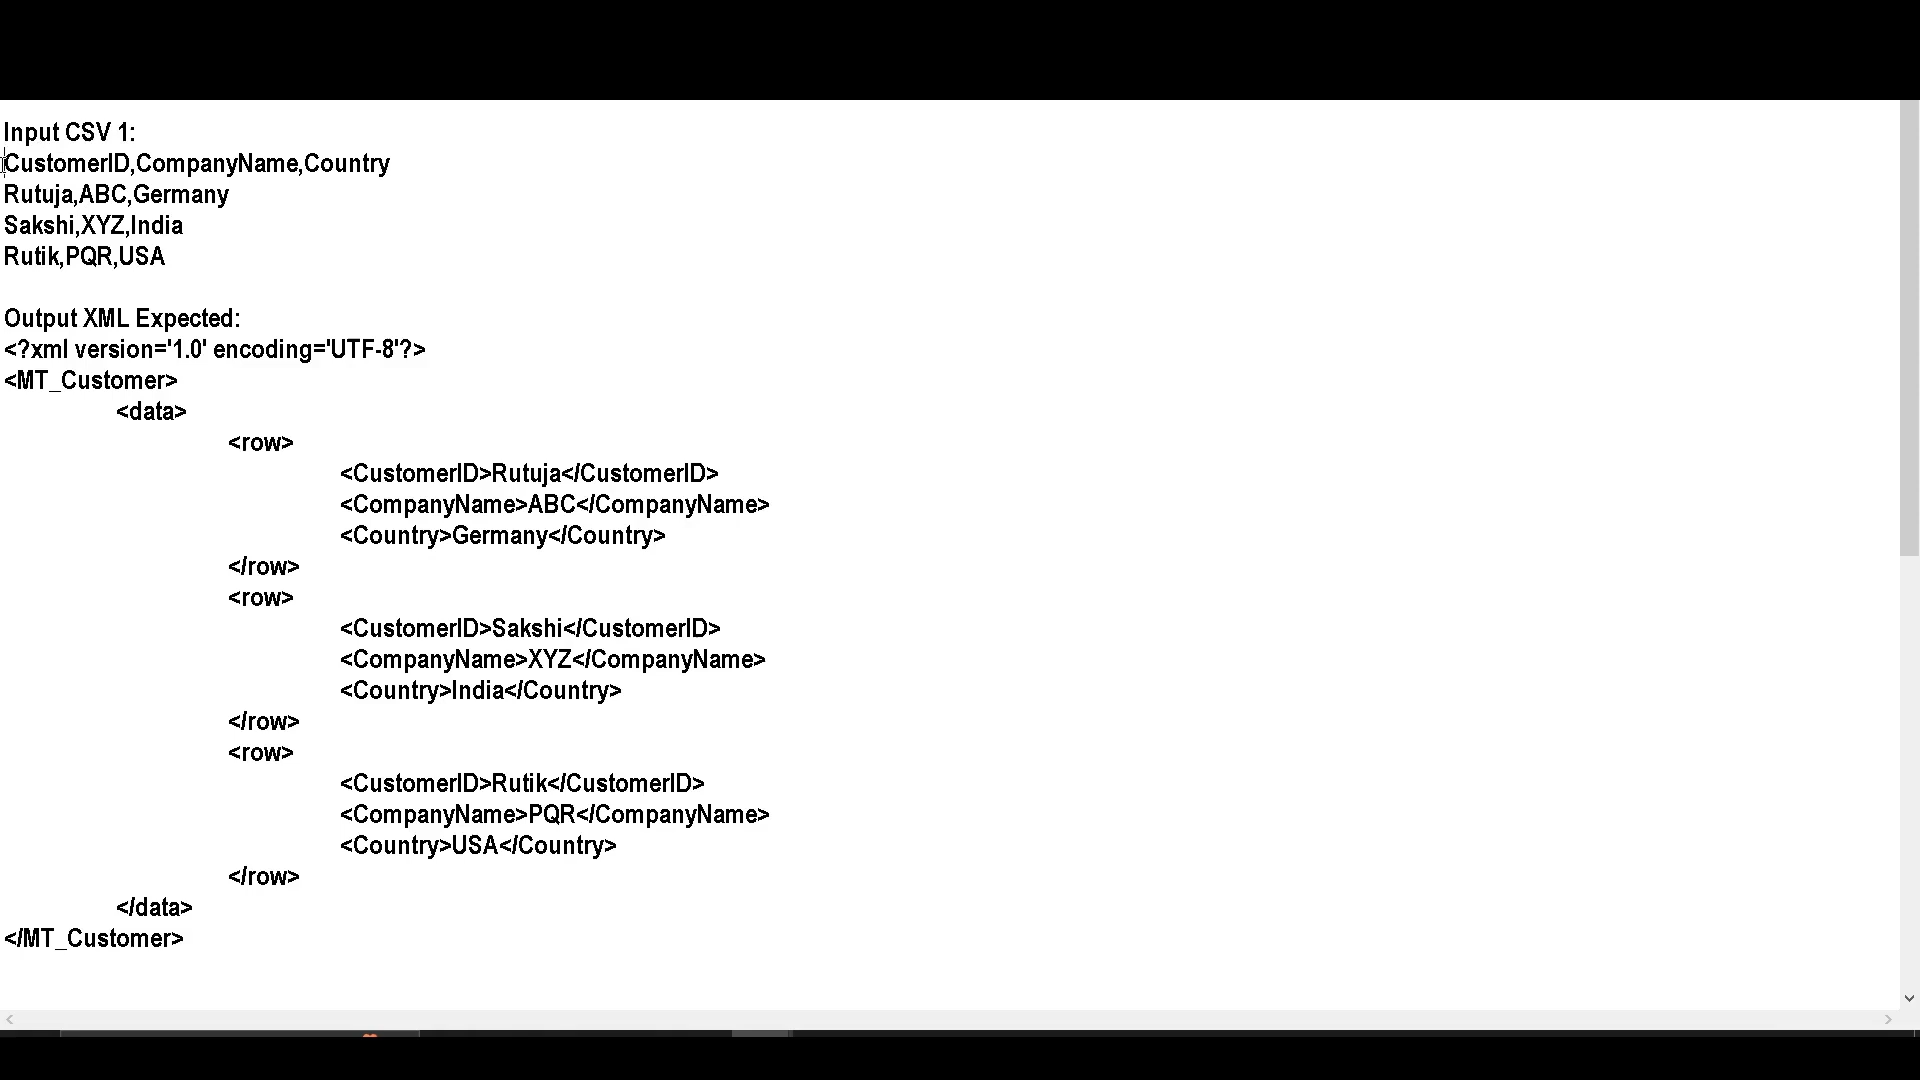 Input CSV 1:
CustomerID,CompanyName,Country
Rutuja,ABC,Germany
Sakshi,XYZ,India
Rutik,PQR,USA
Output XML Expected:
<?xml version='1.0' encoding='UTF-8'?>
<MT_Customer>
<data>
<row>
<CustomerID>Rutuja</CustomerID>
<CompanyName>ABC</CompanyName>
<Country>Germany</Country>
</row>
<row>
<CustomerID>Sakshi</CustomerID>
<CompanyName>XYZ</CompanyName>
<Country>India</Country>
</row>
<row>
<CustomerID>Rutik</CustomerID>
<CompanyName>PQR</CompanyName>
<Country>USA</Country>
</row>
</data>
</MT_Customer>